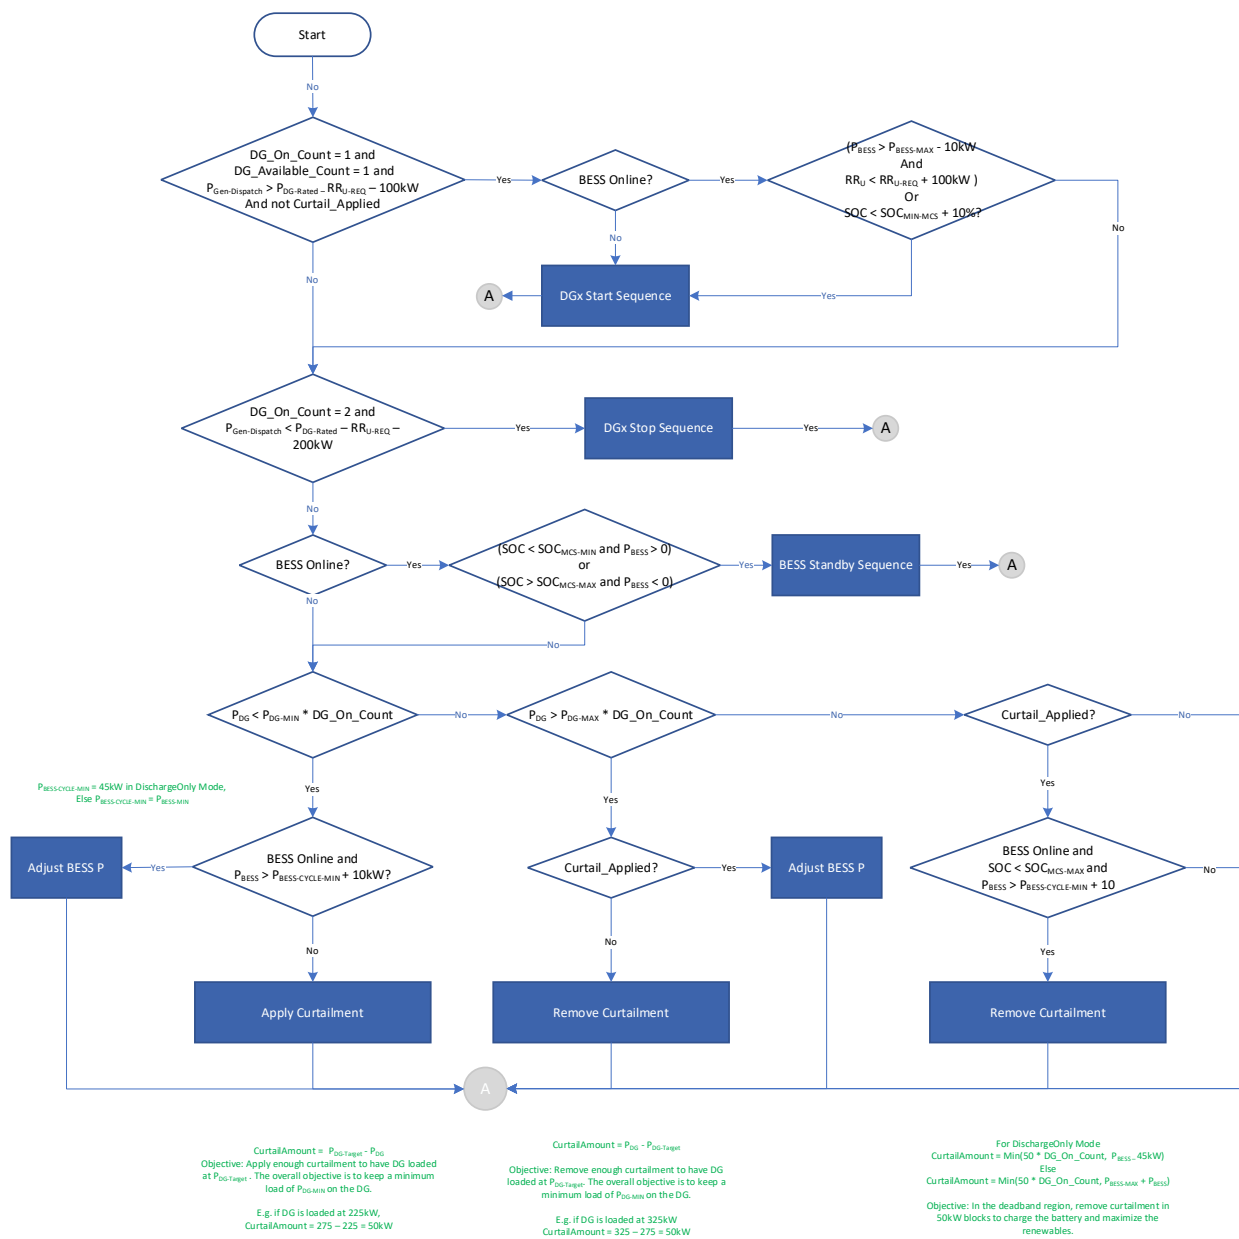 Start
No
DG_On_Count = 1 and
DG_Available_Count = 1 and
PGen-Dispatch > PDG-Rated – RRU-REQ – 100kW
And not Curtail_Applied
Yes
BESS Online?
Yes
(PBESS > PBESS-MAX - 10kW
And
RRU < RRU-REQ + 100kW )
Or
SOC < SOCMIN-MCS + 10%?
No
No
No
DGx Start Sequence
A
Yes
DG_On_Count = 2 and
PGen-Dispatch < PDG-Rated – RRU-REQ –
200kW
Yes
DGx Stop Sequence
Yes
A
No
BESS Online?
Yes
(SOC < SOCMCS-MIN and PBESS > 0)
or
(SOC > SOCMCS-MAX and PBESS < 0)
Yes
BESS Standby Sequence
Yes
A
No
No
PDG < PDG-MIN * DG_On_Count
No
PDG > PDG-MAX * DG_On_Count
No
Curtail_Applied?
No
PBESS-CYCLE-MIN = 45kW in DischargeOnly Mode,
Else PBESS-CYCLE-MIN = PBESS-MIN
Yes
Yes
Yes
Adjust BESS P
Yes
BESS Online and
PBESS > PBESS-CYCLE-MIN + 10kW?
Curtail_Applied?
Yes
Adjust BESS P
BESS Online and
SOC < SOCMCS-MAX and
PBESS > PBESS-CYCLE-MIN + 10
No
No
No
Yes
Apply Curtailment
Remove Curtailment
Remove Curtailment
A
CurtailAmount = PDG-Target - PDG
Objective: Apply enough curtailment to have DG loaded
at PDG-Target. The overall objective is to keep a minimum
load of PDG-MIN on the DG.
E.g. if DG is loaded at 225kW,
CurtailAmount = 275 – 225 = 50kW
CurtailAmount = PDG - PDG-Target
Objective: Remove enough curtailment to have DG
loaded at PDG-Target. The overall objective is to keep a
minimum load of PDG-MIN on the DG.
E.g. if DG is loaded at 325kW
CurtailAmount = 325 – 275 = 50kW
For DischargeOnly Mode
CurtailAmount = Min(50 * DG_On_Count, PBESS – 45kW)
Else
CurtailAmount = Min(50 * DG_On_Count, PBESS-MAX + PBESS)
Objective: In the deadband region, remove curtailment in
50kW blocks to charge the battery and maximize the
renewables.